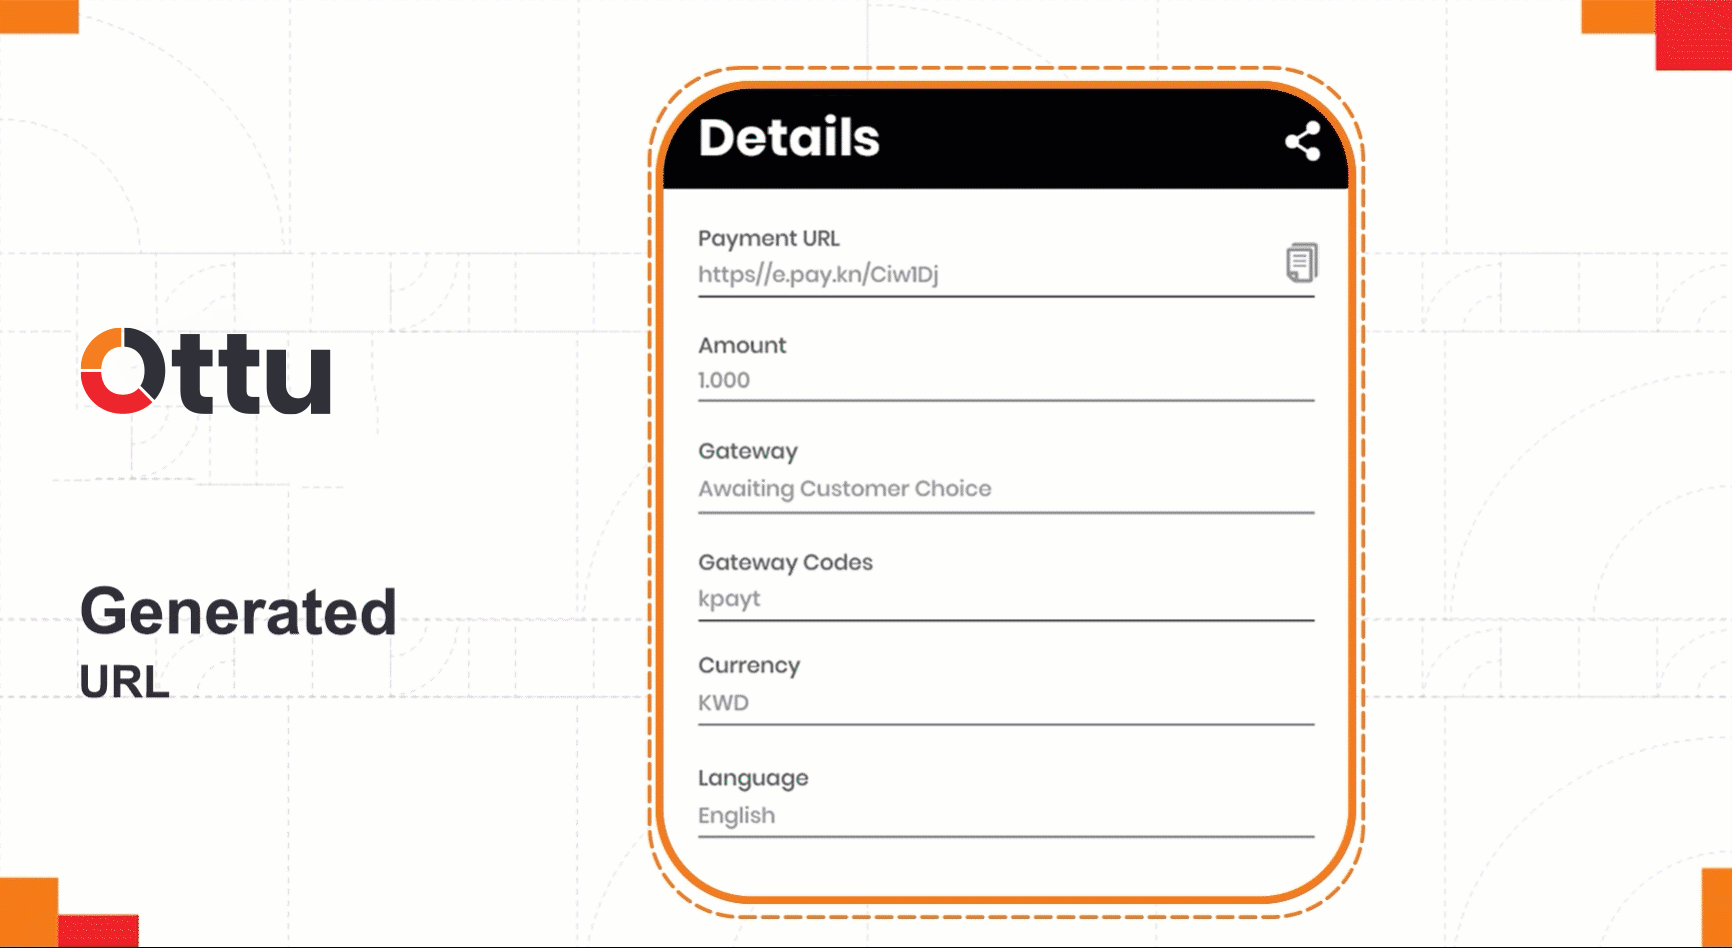 Ottu
Generated
URL
Details
Payment URL
https//e.pay.kn/Ciw1Dj
Amount
1.000
Gateway
Awaiting Customer Choice
Gateway Codes
kpayt
Currency
KWD
Language
English